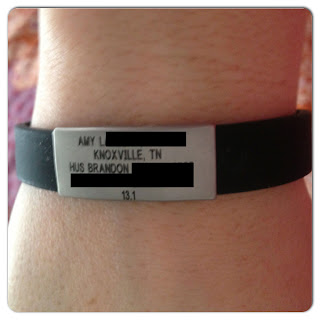 AMY L
KNOXVILLE, TN
HUS BRANDON
13.1